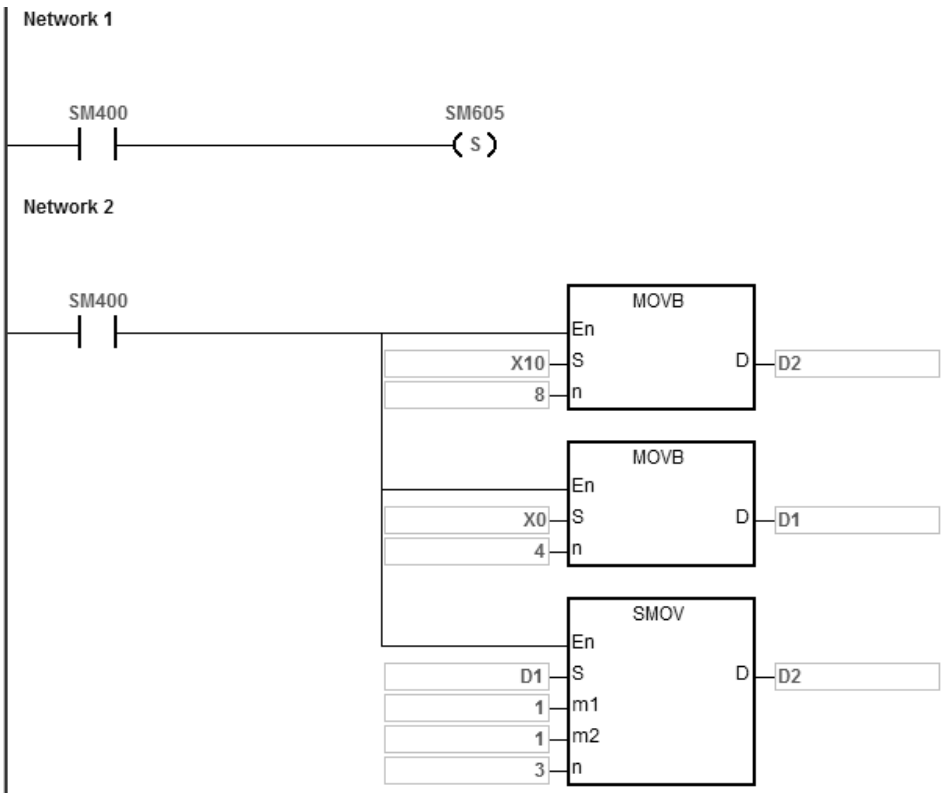 Network 1
SM400 SM605
( S )
Network 2
SM400 MOVB
En
X10 S D D2
8 n
MOVB
En
X0 S D D1
4 n
SMOV
En
D1 S D D2
1 m1
1 m2
3 n